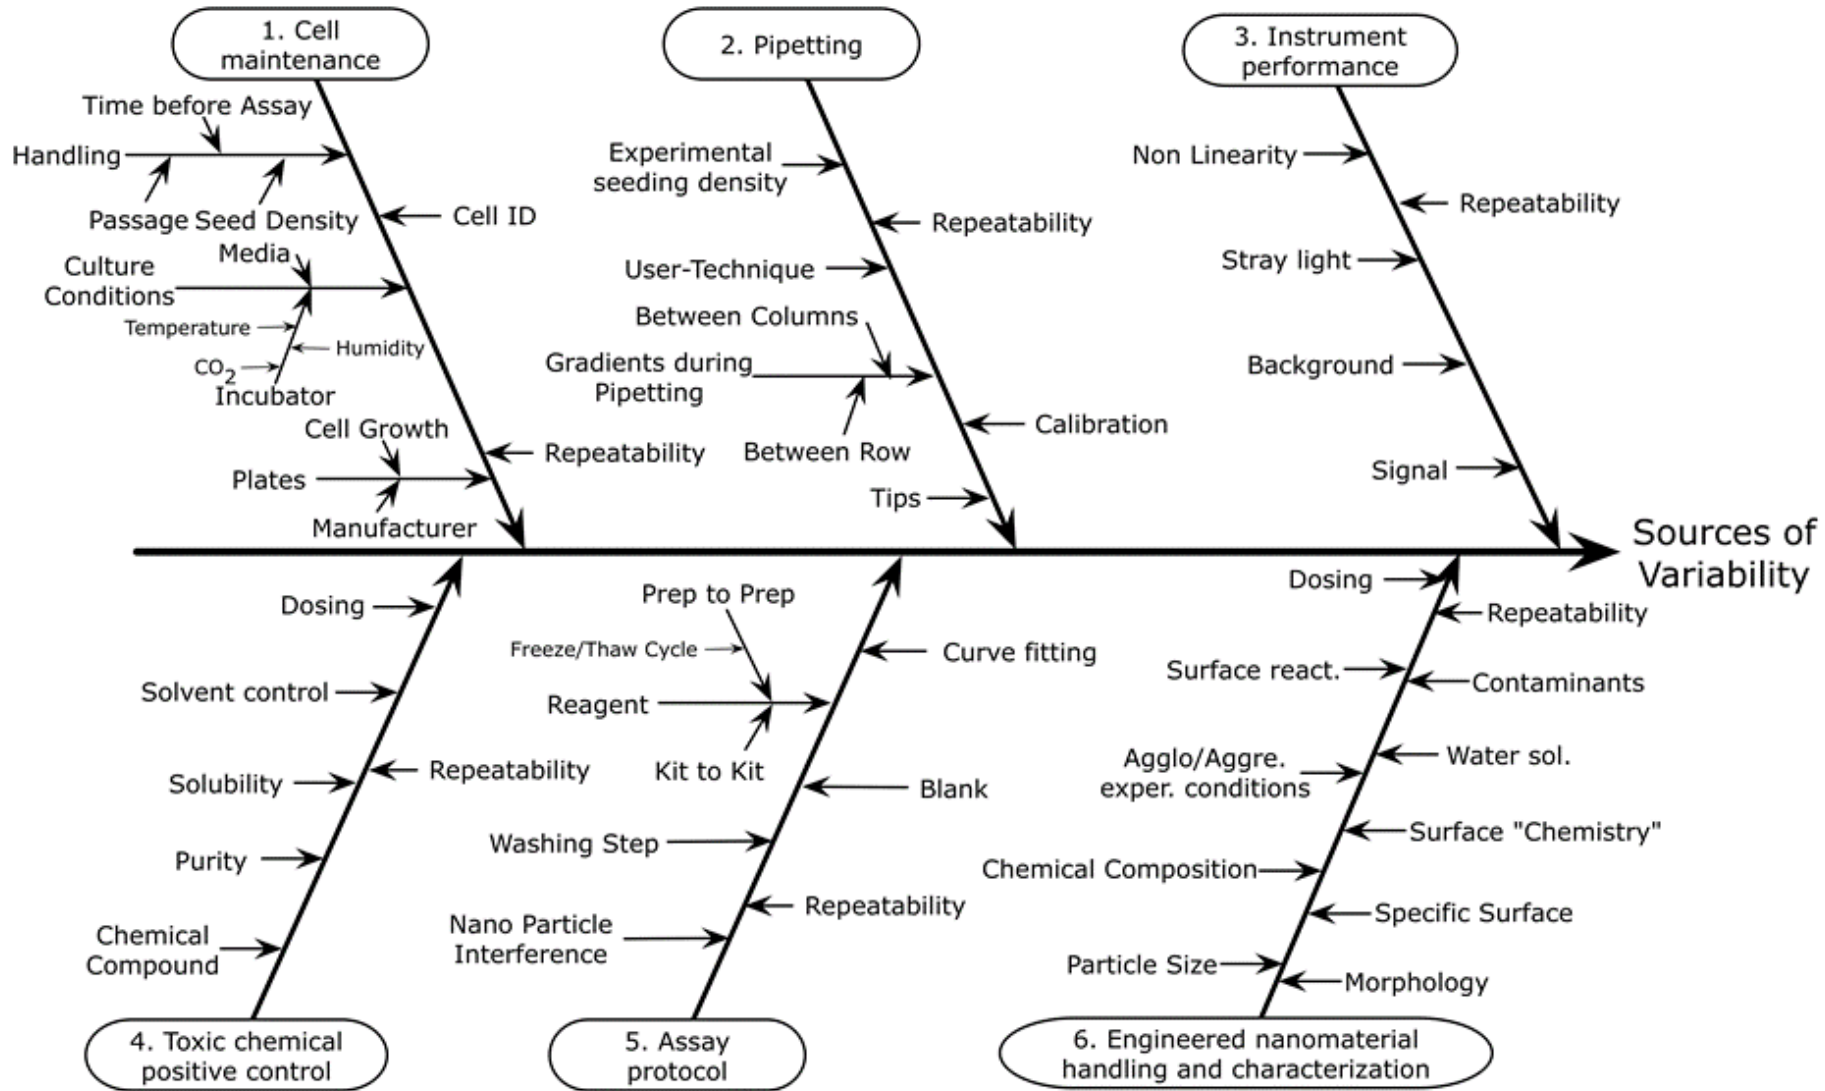 1. Cell
maintenance
Time before Assay
Handling
Passage
Seed Density
Cell ID
Media
Culture
Conditions
Temperature
Humidity
CO2
Incubator
Cell Growth
Repeatability
Plates
Manufacturer
2. Pipetting
Experimental
seeding density
Repeatability
User-Technique
Between Columns
Gradients during
Pipetting
Between Row
Calibration
Tips
3. Instrument
performance
Non Linearity
Repeatability
Stray light
Background
Signal
Sources of
Variability
Dosing
Solvent control
Repeatability
Solubility
Purity
Chemical
Compound
4. Toxic chemical
positive control
Prep to Prep
Freeze/Thaw Cycle
Curve fitting
Reagent
Kit to Kit
Blank
Washing Step
Repeatability
Nano Particle
Interference
5. Assay
protocol
Dosing
Repeatability
Surface react.
Contaminants
Water sol.
Agglo/Aggre.
exper. conditions
Surface "Chemistry"
Chemical Composition
Specific Surface
Particle Size
Morphology
6. Engineered nanomaterial
handling and characterization